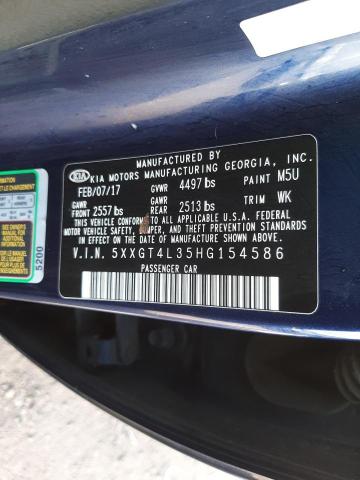 MANUFACTURED BY
KIA KIA MOTORS MANUFACTURING GEORGIA, INC.
FEB/07/17 GVWR 4497 lbs PAINT M5U
GAWR FRONT 2557 lbs GAWR REAR 2513 lbs TRIM WK
THIS VEHICLE CONFORMS TO ALL APPLICABLE U.S.A. FEDERAL
MOTOR VEHICLE SAFETY, BUMPER, AND THEFT PREVENTION STANDARDS
IN EFFECT ON THE DATE OF MANUFACTURE SHOWN ABOVE.
V.I.N. 5XXGT4L35HG154586
PASSENGER CAR
5200